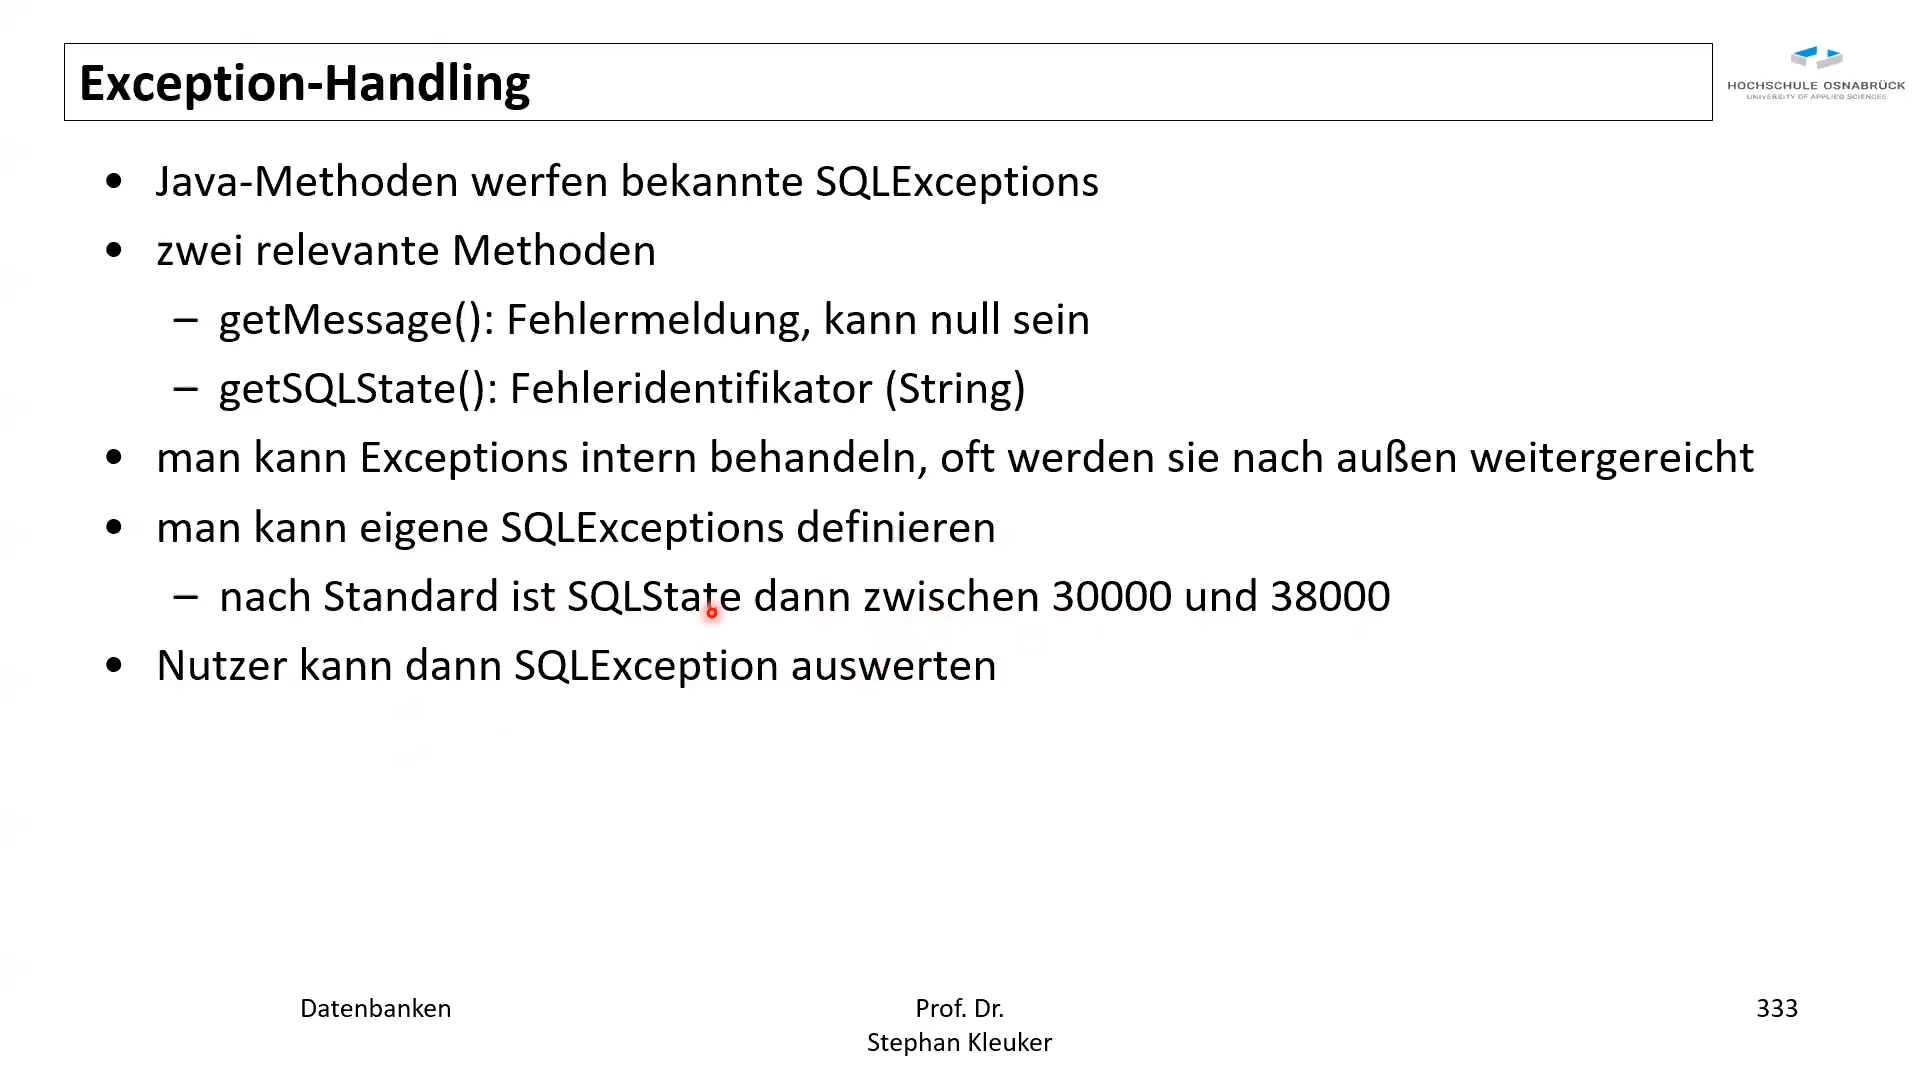 Exception-Handling
HOCHSCHULE OSNABRÜCK
UNIVERSITY OF APPLIED SCIENCES
• Java-Methoden werfen bekannte SQLExceptions
• zwei relevante Methoden
– getMessage(): Fehlermeldung, kann null sein
– getSQLState(): Fehleridentifikator (String)
• man kann Exceptions intern behandeln, oft werden sie nach außen weitergereicht
• man kann eigene SQLExceptions definieren
– nach Standard ist SQLState dann zwischen 30000 und 38000
• Nutzer kann dann SQLException auswerten
Datenbanken
Prof. Dr.
Stephan Kleuker
333